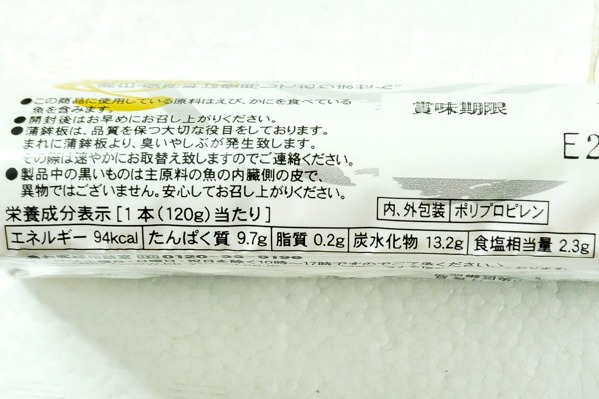 ●この商品に使用している原料はえび、かにを食べている
魚を含みます。
●開封後はお早めにお召し上がりください。
●蒲鉾板は、品質を保つ大切な役目をしております。
まれに蒲鉾板より、臭いやしぶが発生致します。
その際は速やかにお取替え致しますのでご連絡ください。
●製品中の黒いものは主原料の魚の内臓側の皮で、
異物ではございません。安心してお召し上がりください。
賞味期限
E2
内、外包装 ポリプロピレン
栄養成分表示[1本(120g)当たり]
エネルギー 94kcal たんぱく質 9.7g 脂質 0.2g 炭水化物 13.2g 食塩相当量 2.3g